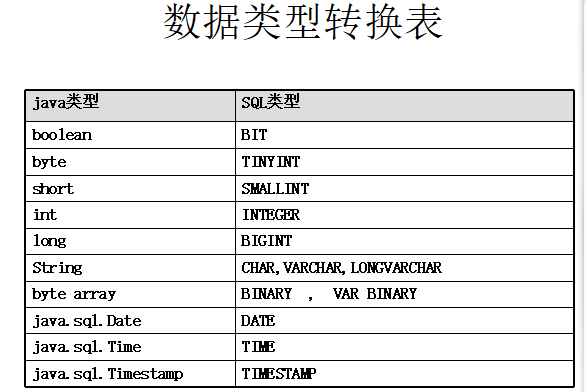 数据类型转换表
java类型 SQL类型
boolean BIT
byte TINYINT
short SMALLINT
int INTEGER
long BIGINT
String CHAR,VARCHAR,LONGVARCHAR
byte array BINARY , VAR BINARY
java.sql.Date DATE
java.sql.Time TIME
java.sql.Timestamp TIMESTAMP